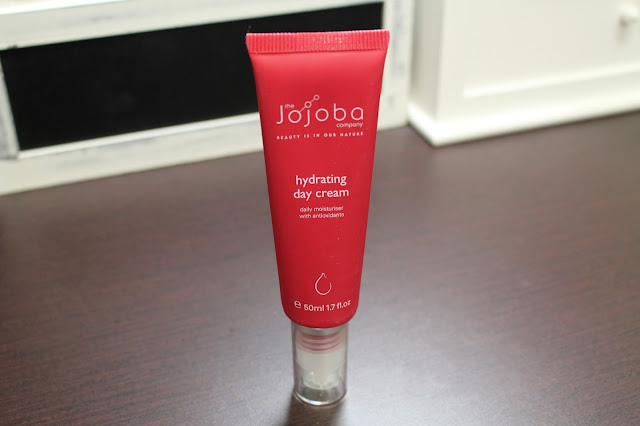 the
Jojoba
company
BEAUTY IS IN OUR NATURE
hydrating
day cream
daily moisturiser
with antioxidants
e 50ml 1.7 fl.oz